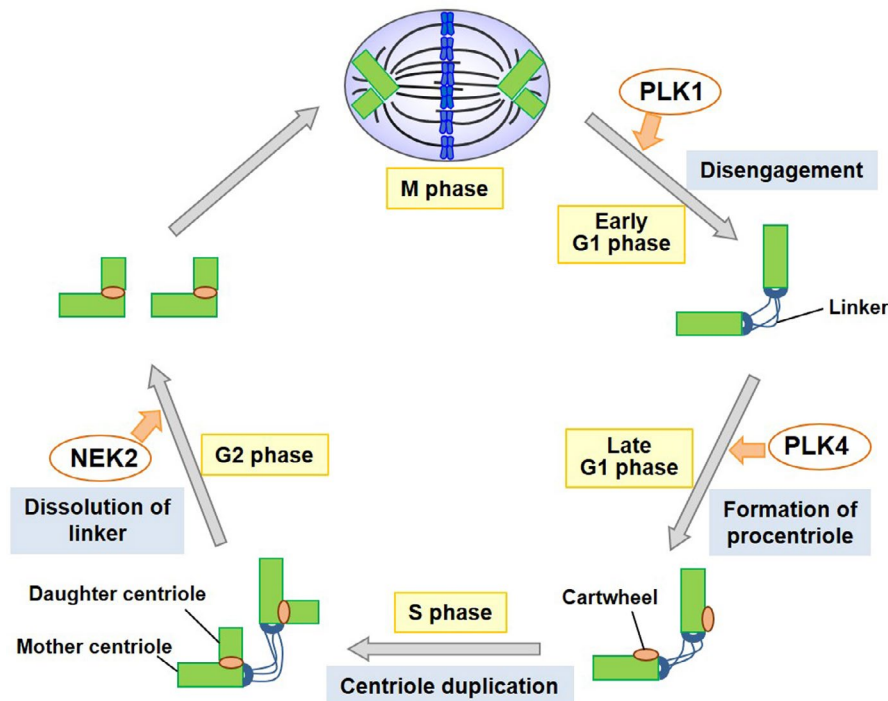 PLK1
M phase
Disengagement
Early
G1 phase
Linker
NEK2
G2 phase
Late
G1 phase
PLK4
Dissolution of
linker
Formation of
procentriole
Daughter centriole
Mother centriole
S phase
Cartwheel
Centriole duplication